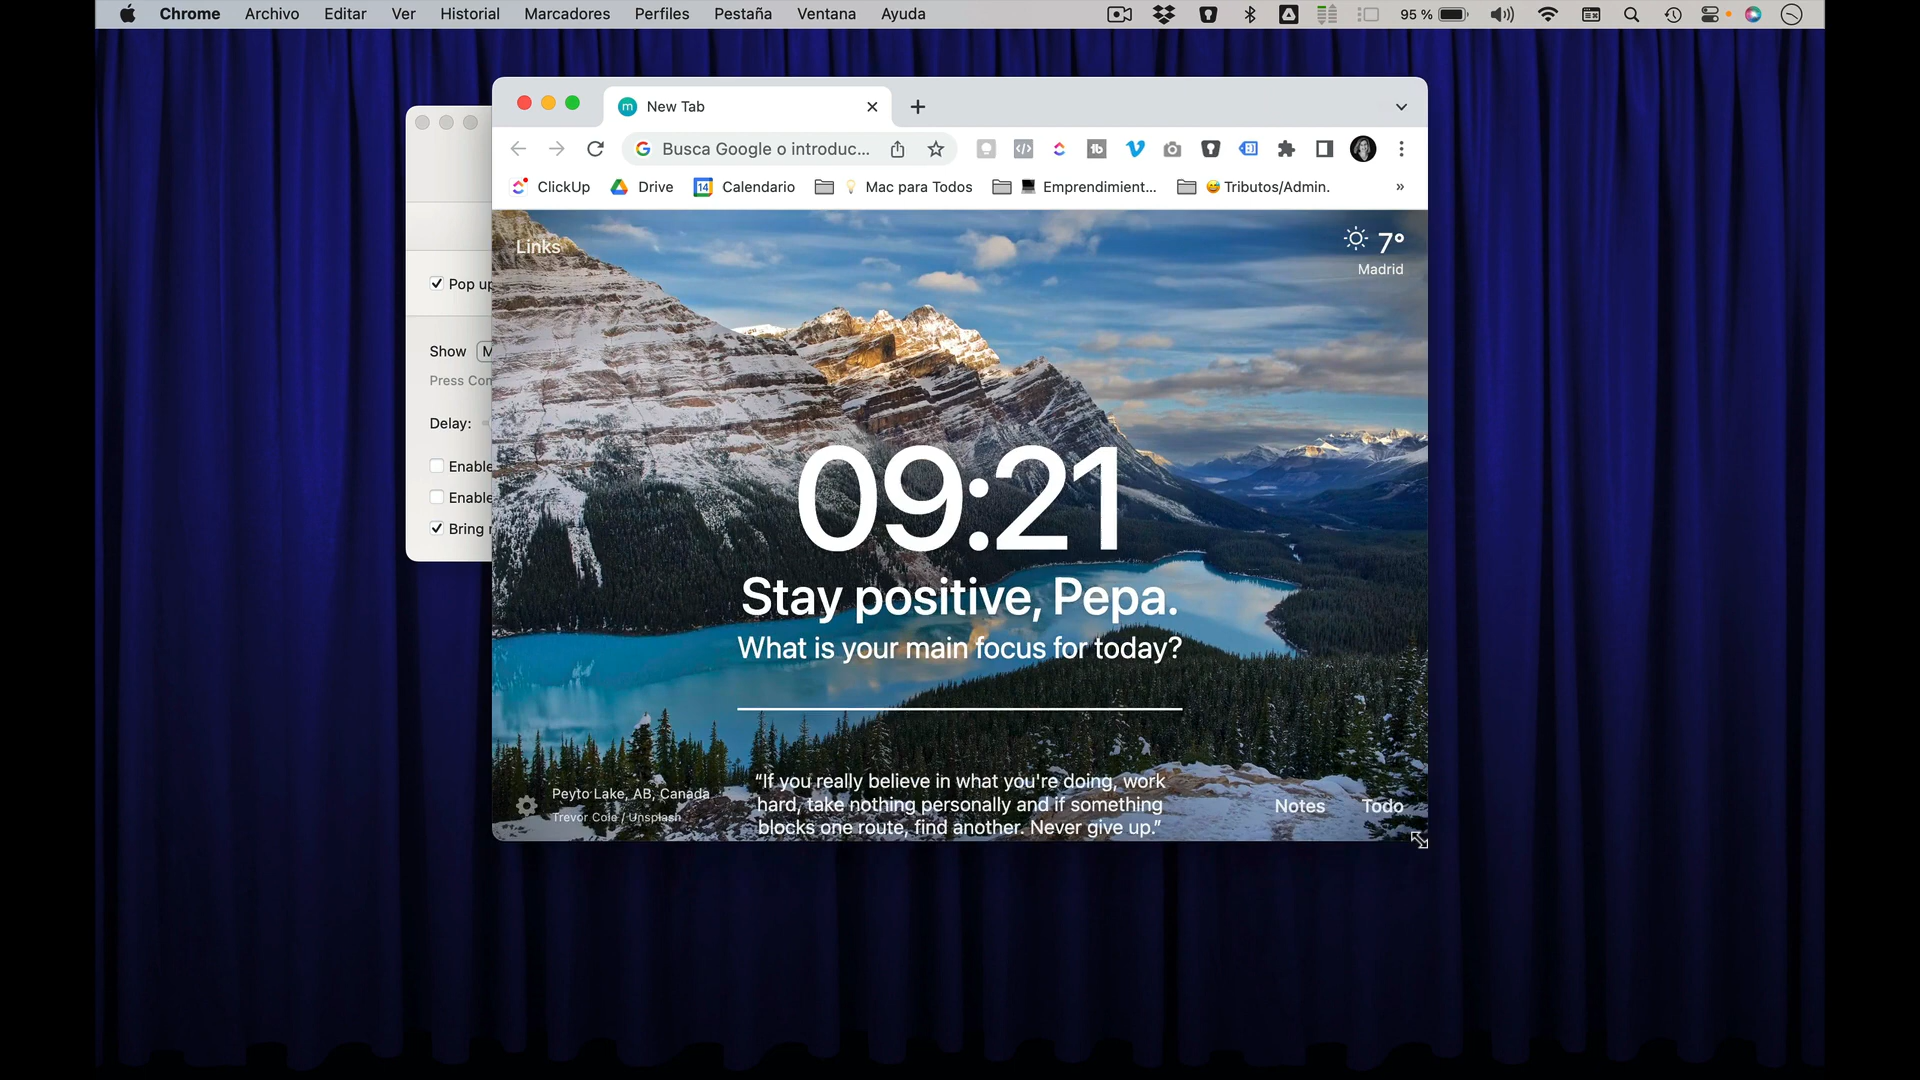 Chrome Archivo Editar Ver Historial Marcadores Perfiles Pestaña Ventana Ayuda 95 %
New Tab
Busca Google o introduc...
ClickUp Drive 14 Calendario Mac para Todos Emprendimient... Tributos/Admin. »
Links
7°
Madrid
Pop up
Show M
Press Con
Delay:
Enable
Enable
Bring
09:21
Stay positive, Pepa.
What is your main focus for today?
“If you really believe in what you're doing, work
hard, take nothing personally and if something
blocks one route, find another. Never give up.”
Peyto Lake, AB, Canada
Trevor Cole / Unsplash
Notes Todo